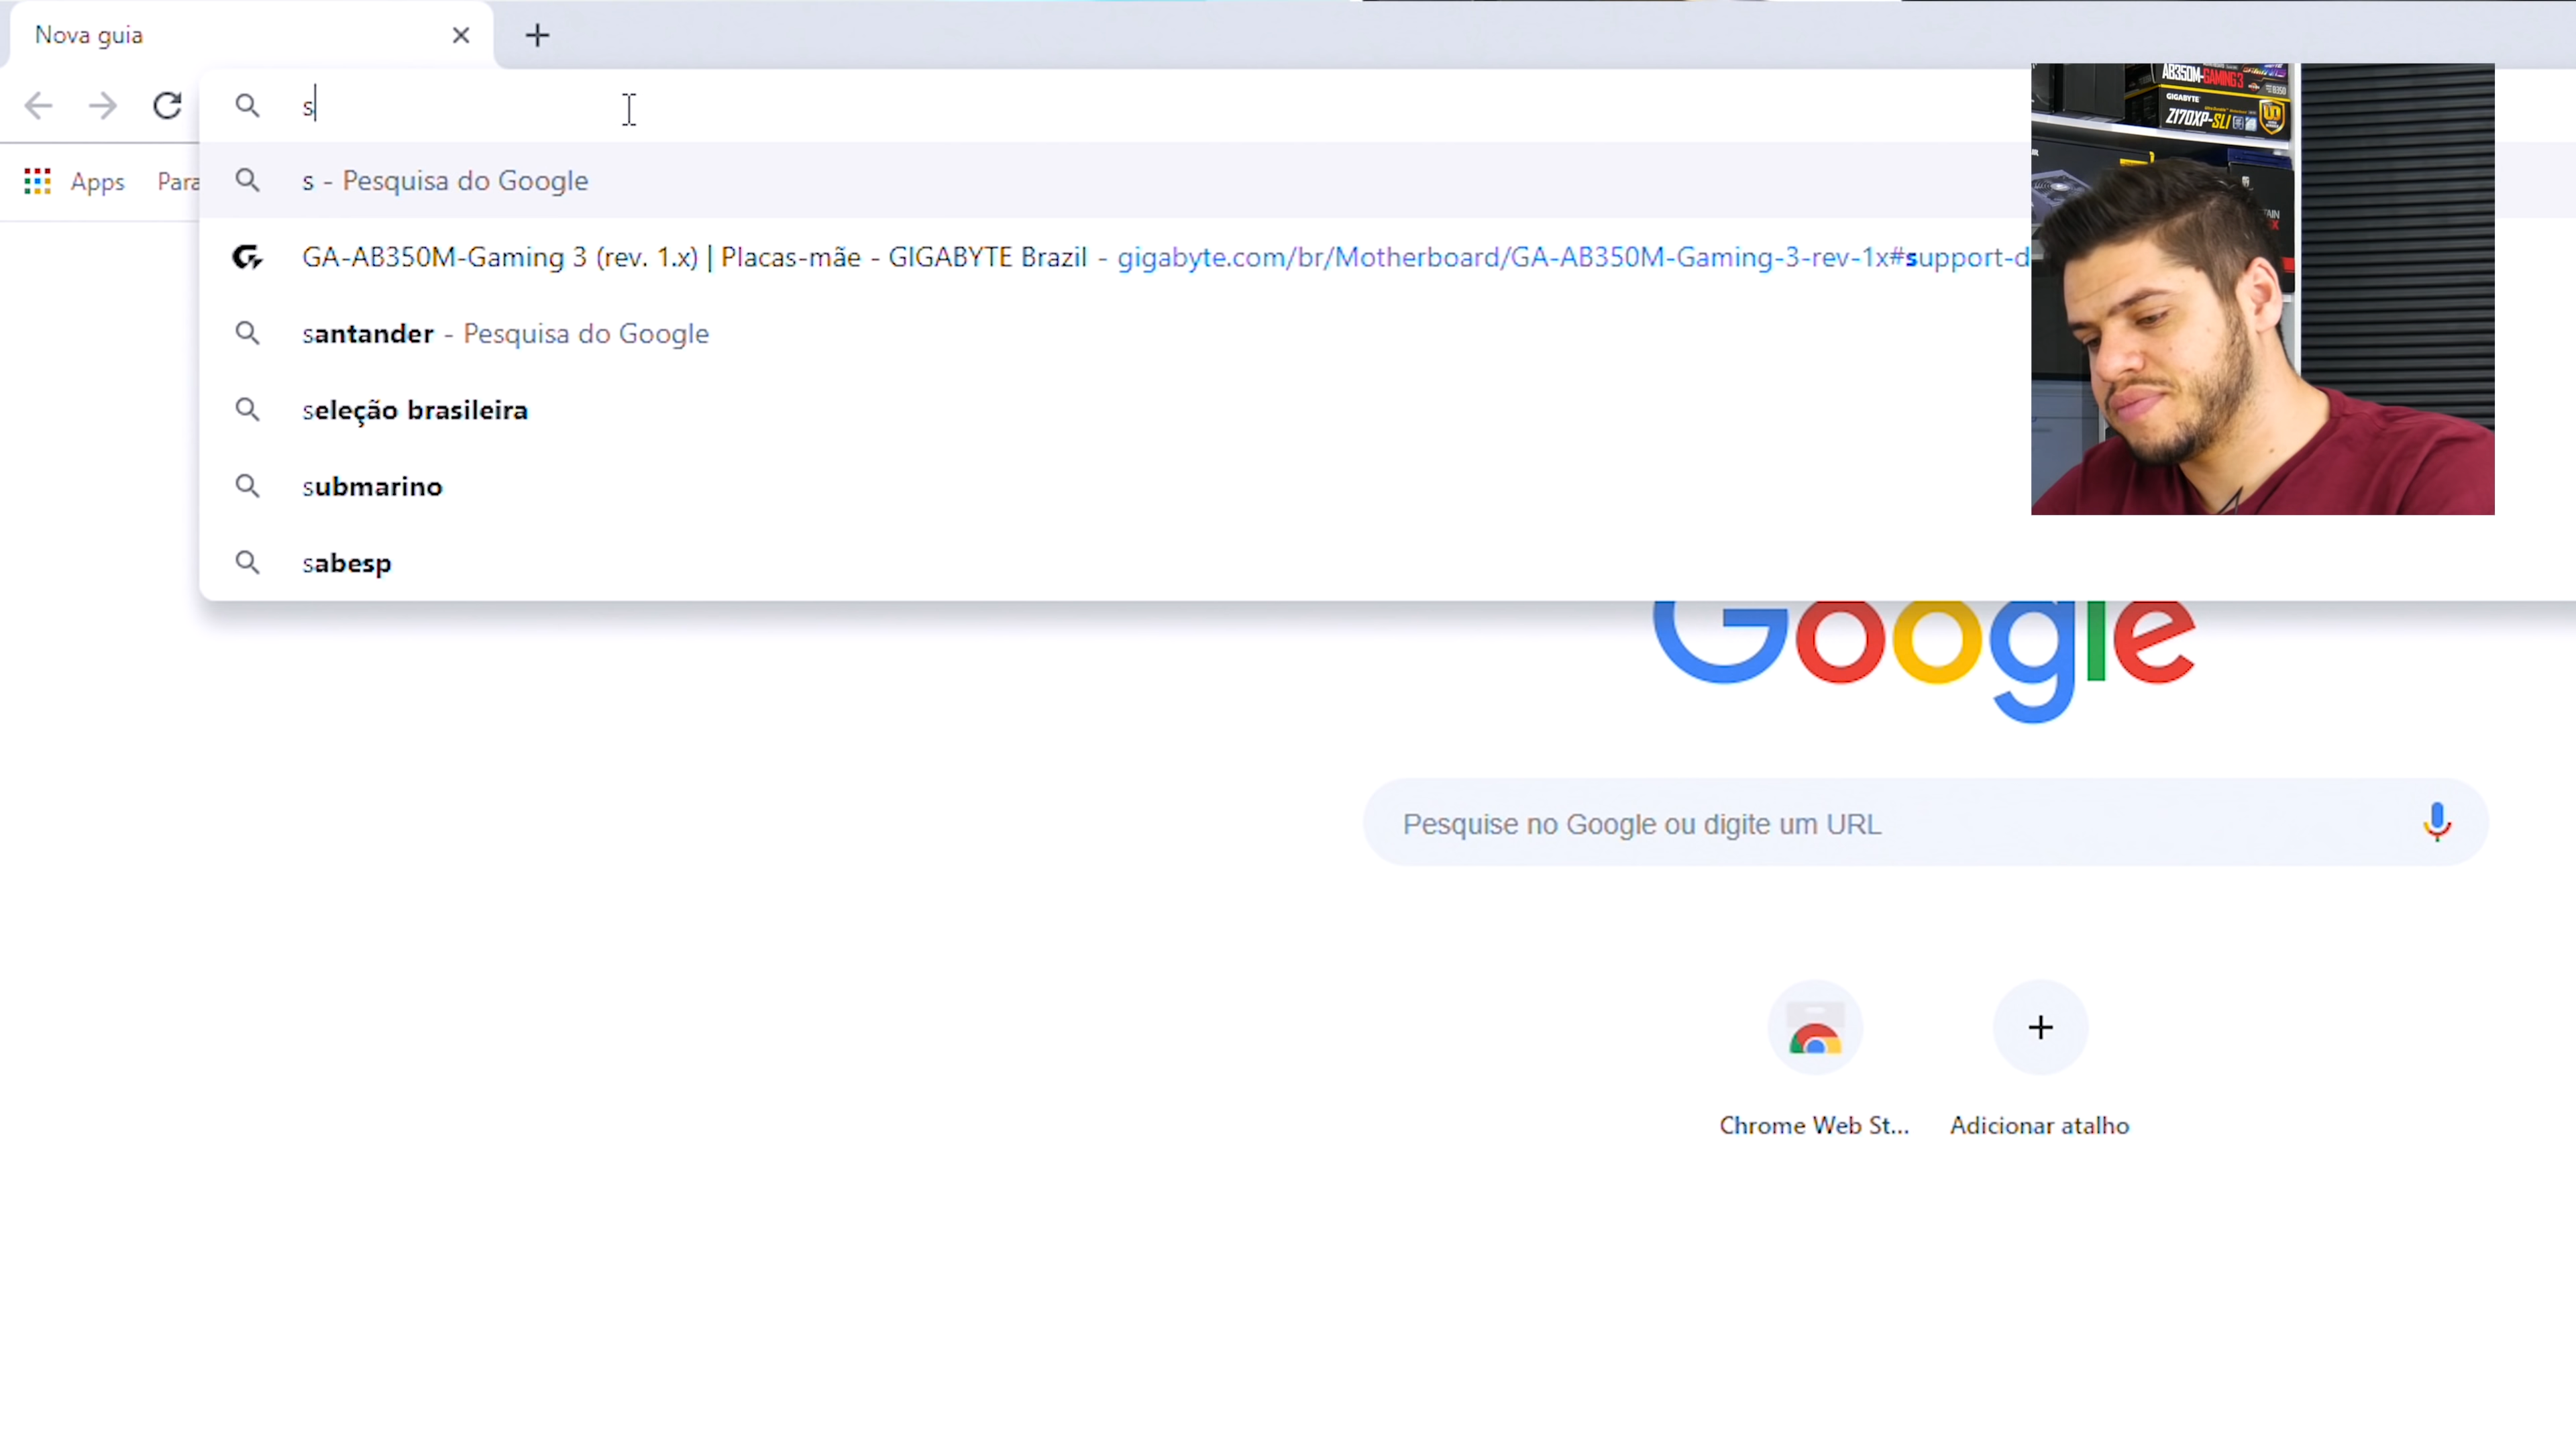 Nova guia
s
Apps Para
s - Pesquisa do Google
GA-AB350M-Gaming 3 (rev. 1.x) | Placas-mãe - GIGABYTE Brazil - gigabyte.com/br/Motherboard/GA-AB350M-Gaming-3-rev-1x#support-d
santander - Pesquisa do Google
seleção brasileira
submarino
sabesp
AB350M-GAMING 3
GIGABYTE
Z170XP-SLI
Google
Pesquise no Google ou digite um URL
Chrome Web St... Adicionar atalho